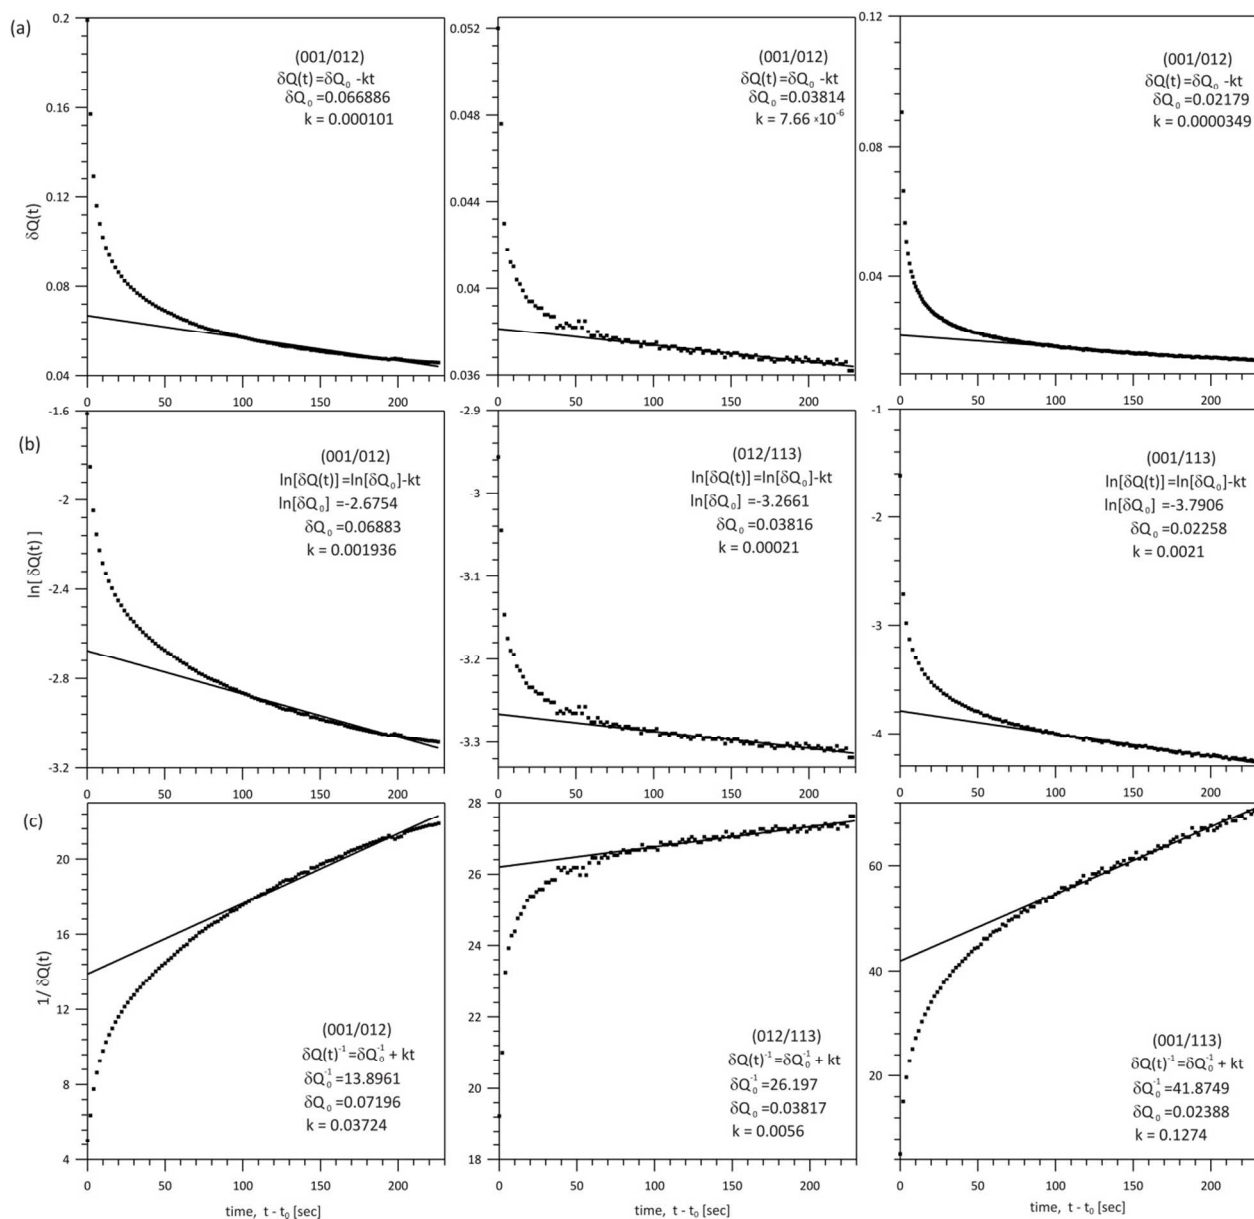 (a)
δQ(t)
0.2
0.16
0.12
0.08
0.04
(001/012)
δQ(t) =δQ₀ -kt
δQ₀ =0.066886
k = 0.000101
0 50 100 150 200
0.052
0.048
0.044
0.04
0.036
(001/012)
δQ(t) =δQ₀ -kt
δQ₀ =0.03814
k = 7.66 ×10⁻⁶
0 50 100 150 200
0.12
0.08
0.04
(001/012)
δQ(t) =δQ₀ -kt
δQ₀ =0.02179
k = 0.0000349
0 50 100 150 200
(b)
ln[ δQ(t) ]
-1.6
-2
-2.4
-2.8
-3.2
(001/012)
ln[δQ(t)]=ln[δQ₀]-kt
ln[δQ₀] =-2.6754
δQ₀ =0.06883
k = 0.001936
0 50 100 150 200
-2.9
-3
-3.1
-3.2
-3.3
(012/113)
ln[δQ(t)]=ln[δQ₀]-kt
ln[δQ₀] =-3.2661
δQ₀ =0.03816
k = 0.00021
0 50 100 150 200
-1
-2
-3
-4
(001/113)
ln[δQ(t)]=ln[δQ₀]-kt
ln[δQ₀] =-3.7906
δQ₀ =0.02258
k = 0.0021
0 50 100 150 200
(c)
1/ δQ(t)
20
16
12
8
4
(001/012)
δQ(t)⁻¹=δQ₀⁻¹ + kt
δQ₀⁻¹=13.8961
δQ₀ =0.07196
k = 0.03724
0 50 100 150 200
time, t - t₀ [sec]
28
26
24
22
20
18
(012/113)
δQ(t)⁻¹=δQ₀⁻¹ + kt
δQ₀⁻¹=26.197
δQ₀ =0.03817
k = 0.0056
0 50 100 150 200
time, t - t₀ [sec]
60
40
20
(001/113)
δQ(t)⁻¹=δQ₀⁻¹ + kt
δQ₀⁻¹=41.8749
δQ₀ =0.02388
k = 0.1274
0 50 100 150 200
time, t - t₀ [sec]